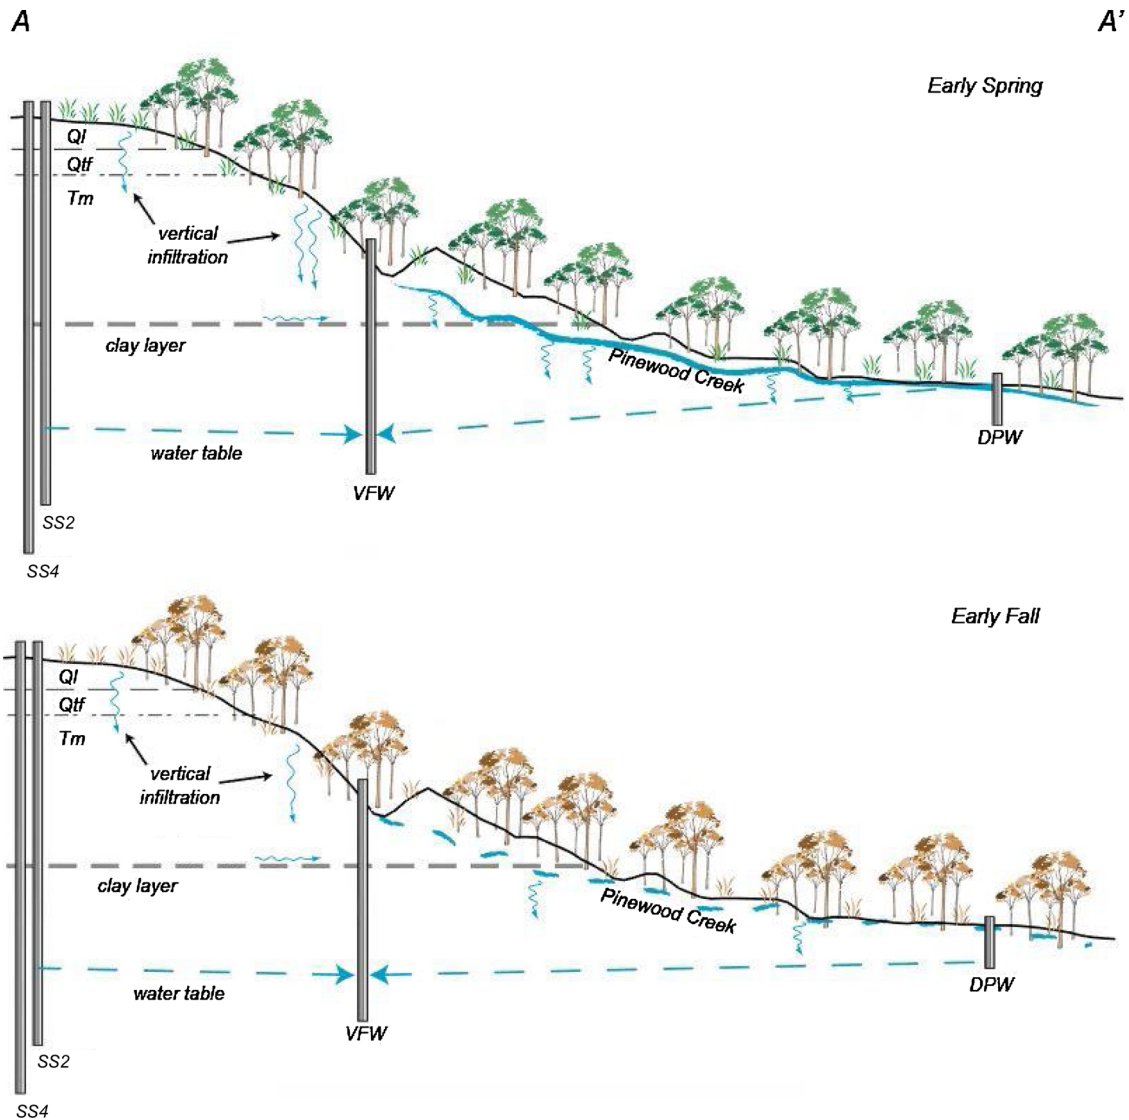 A
A'
Early Spring
Ql
Qtf
Tm
vertical
infiltration
clay layer
Pinewood Creek
water table
DPW
VFW
SS2
SS4
Early Fall
Ql
Qtf
Tm
vertical
infiltration
clay layer
Pinewood Creek
water table
DPW
VFW
SS2
SS4